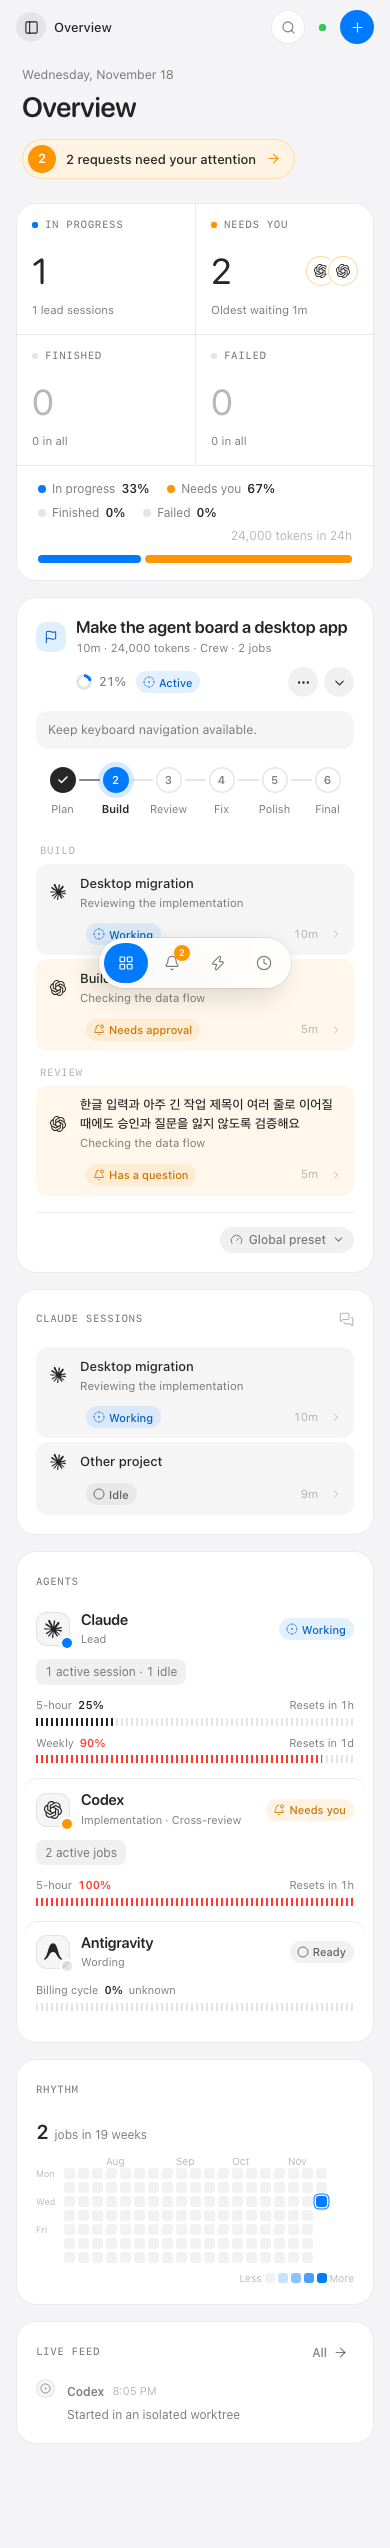 Overview
Wednesday, November 18
Overview
2 2 requests need your attention
IN PROGRESS
1
1 lead sessions
NEEDS YOU
2
Oldest waiting 1m
FINISHED
0
0 in all
FAILED
0
0 in all
In progress 33% Needs you 67%
Finished 0% Failed 0%
24,000 tokens in 24h
Make the agent board a desktop app
10m · 24,000 tokens · Crew · 2 jobs
21% Active
Keep keyboard navigation available.
2 3 4 5 6
Plan Build Review Fix Polish Final
BUILD
Desktop migration
Reviewing the implementation
Working 10m
2
Checking the data flow
Needs approval 5m
REVIEW
한글 입력과 아주 긴 작업 제목이 여러 줄로 이어질
때에도 승인과 질문을 잃지 않도록 검증해요
Checking the data flow
Has a question 5m
Global preset
CLAUDE SESSIONS
Desktop migration
Reviewing the implementation
Working 10m
Other project
Idle 9m
AGENTS
Claude
Lead
Working
1 active session · 1 idle
5-hour 25% Resets in 1h
Weekly 90% Resets in 1d
Codex
Implementation · Cross-review
Needs you
2 active jobs
5-hour 100% Resets in 1h
Antigravity
Wording
Ready
Billing cycle 0% unknown
RHYTHM
2 jobs in 19 weeks
Aug Sep Oct Nov
Mon
Wed
Fri
Less More
LIVE FEED All
Codex 8:05 PM
Started in an isolated worktree